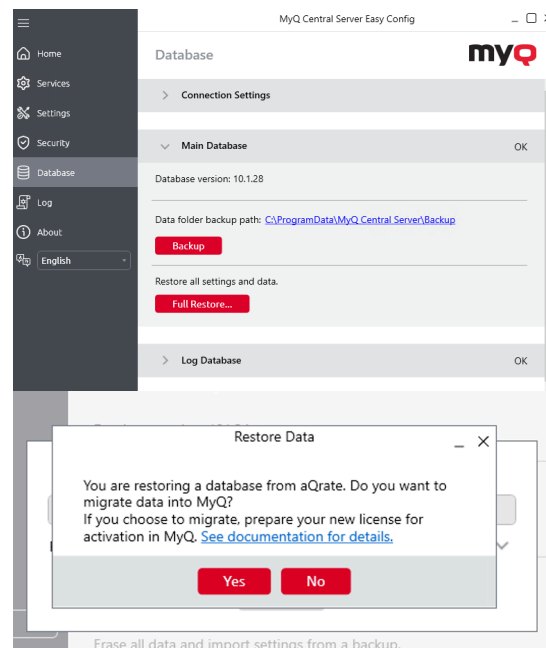 MyQ Central Server Easy Config
Home
Services
Settings
Security
Database
Log
About
English
Database
myQ
Connection Settings
Main Database OK
Database version: 10.1.28
Data folder backup path: C:\ProgramData\MyQ Central Server\Backup
Backup
Restore all settings and data.
Full Restore...
Log Database OK
Restore Data
You are restoring a database from aQrate. Do you want to
migrate data into MyQ?
If you choose to migrate, prepare your new license for
activation in MyQ. See documentation for details.
Yes No
Erase all data and import settings from a backup.